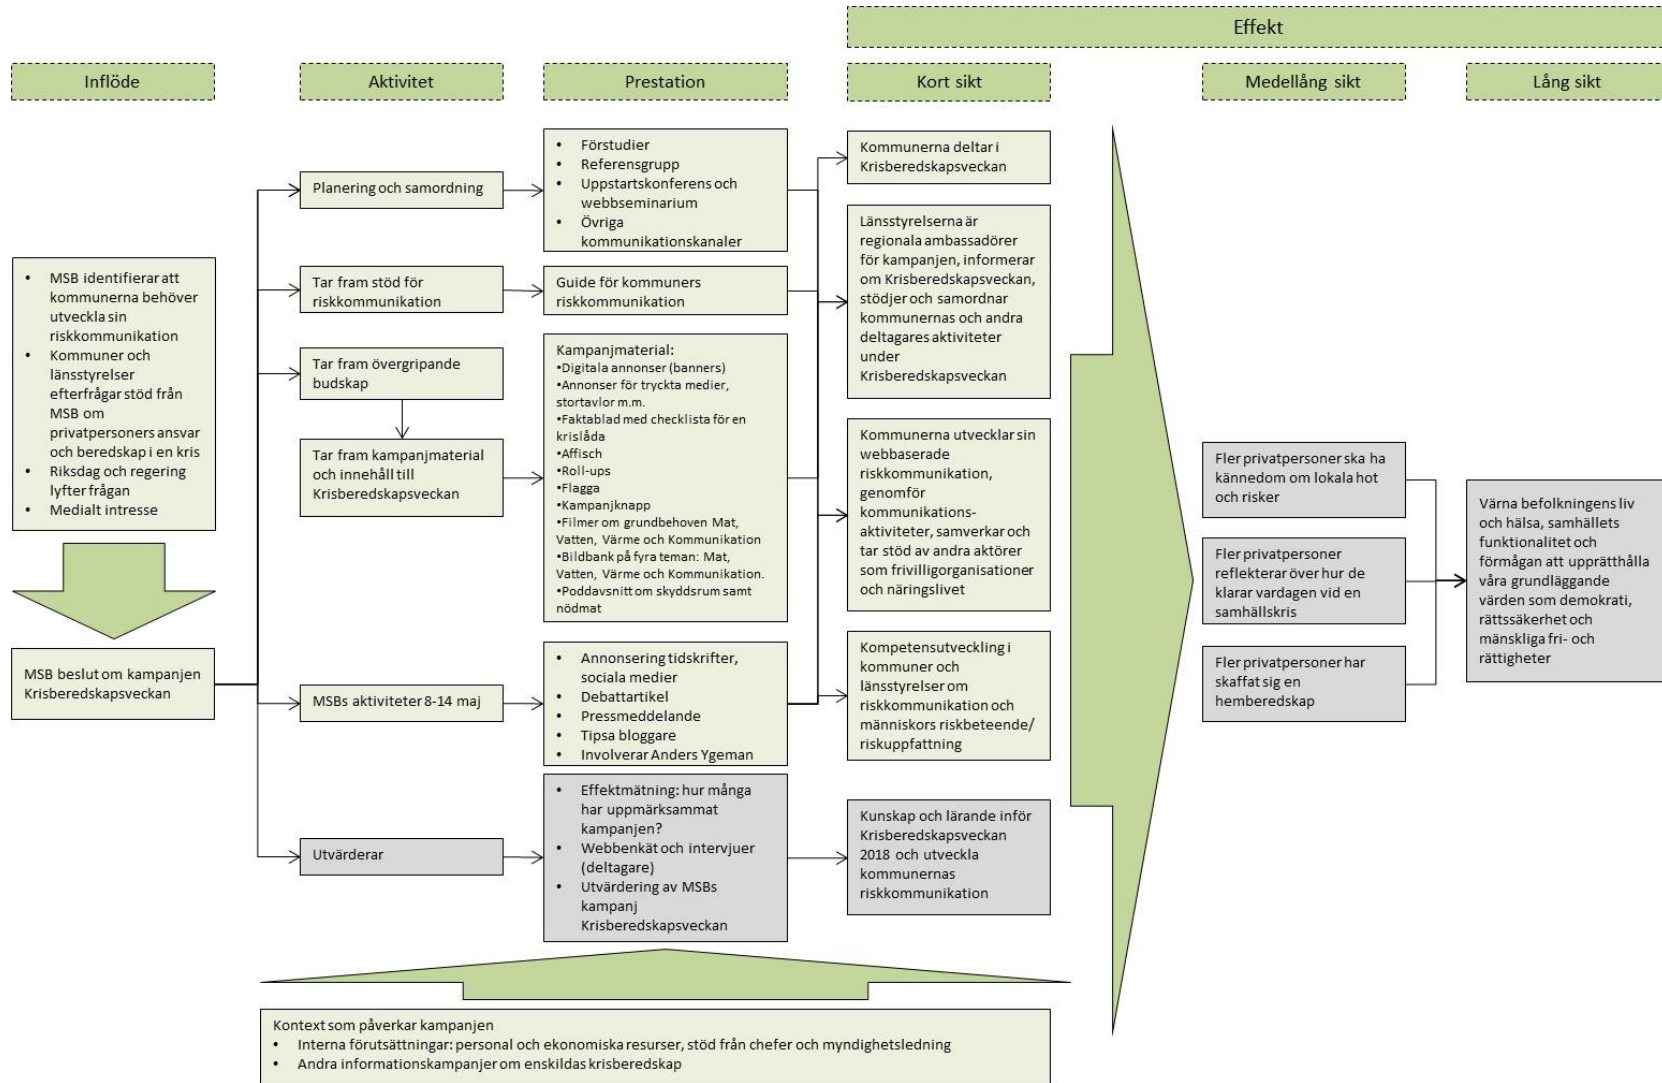 Effekt
Inflöde
Aktivitet
Prestation
Kort sikt
Medellång sikt
Lång sikt
• MSB identifierar att
kommunerna behöver
utveckla sin
riskkommunikation
• Kommuner och
länsstyrelser
efterfrågar stöd från
MSB om
privatpersoners ansvar
och beredskap i en kris
• Riksdag och regering
lyfter frågan
• Medialt intresse
MSB beslut om kampanjen
Krisberedskapsveckan
Planering och samordning
Tar fram stöd för
riskkommunikation
Tar fram övergripande
budskap
Tar fram kampanjmaterial
och innehåll till
Krisberedskapsveckan
MSBs aktiviteter 8-14 maj
Utvärderar
• Förstudier
• Referensgrupp
• Uppstartskonferens och
webbseminarium
• Övriga
kommunikationskanaler
Guide för kommuners
riskkommunikation
Kampanjmaterial:
•Digitala annonser (banners)
•Annonser för tryckta medier,
stortavlor m.m.
•Faktablad med checklista för en
krislåda
•Affisch
•Roll-ups
•Flagga
•Kampanjknapp
•Filmer om grundbehoven Mat,
Vatten, Värme och Kommunikation
•Bildbank på fyra teman: Mat,
Vatten, Värme och Kommunikation.
•Poddavsnitt om skyddsrum samt
nödmat
• Annonsering tidskrifter,
sociala medier
• Debattartikel
• Pressmeddelande
• Tipsa bloggare
• Involverar Anders Ygeman
• Effektmätning: hur många
har uppmärksammat
kampanjen?
• Webbenkät och intervjuer
(deltagare)
• Utvärdering av MSBs
kampanj
Krisberedskapsveckan
Kommunerna deltar i
Krisberedskapsveckan
Länsstyrelserna är
regionala ambassadörer
för kampanjen, informerar
om Krisberedskapsveckan,
stödjer och samordnar
kommunernas och andra
deltagares aktiviteter
under
Krisberedskapsveckan
Kommunerna utvecklar sin
webbaserade
riskkommunikation,
genomför
kommunikations-
aktiviteter, samverkar och
tar stöd av andra aktörer
som frivilligorganisationer
och näringslivet
Kompetensutveckling i
kommuner och
länsstyrelser om
riskkommunikation och
människors riskbeteende/
riskuppfattning
Kunskap och lärande inför
Krisberedskapsveckan
2018 och utveckla
kommunernas
riskkommunikation
Fler privatpersoner ska ha
kännedom om lokala hot
och risker
Fler privatpersoner
reflekterar över hur de
klarar vardagen vid en
samhällskris
Fler privatpersoner har
skaffat sig en
hemberedskap
Värna befolkningens liv
och hälsa, samhällets
funktionalitet och
förmågan att upprätthålla
våra grundläggande
värden som demokrati,
rättssäkerhet och
mänskliga fri- och
rättigheter
Kontext som påverkar kampanjen
• Interna förutsättningar: personal och ekonomiska resurser, stöd från chefer och myndighetsledning
• Andra informationskampanjer om enskildas krisberedskap